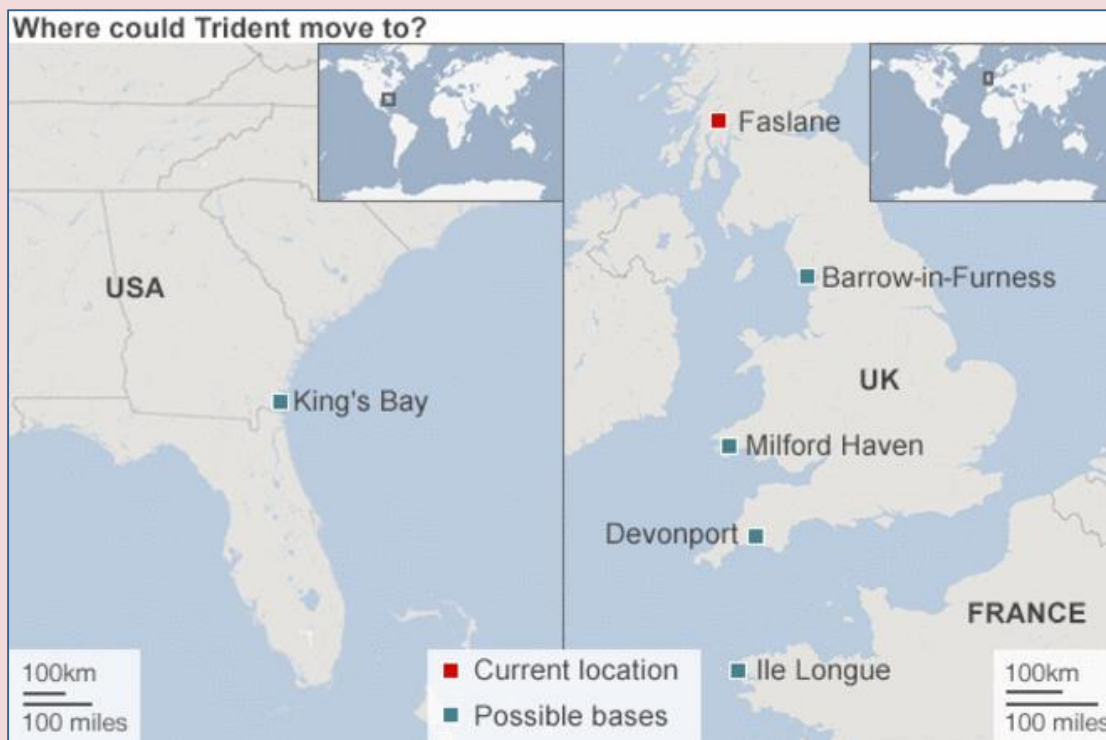 Where could Trident move to?
Faslane
Barrow-in-Furness
USA
UK
King's Bay
Milford Haven
Devonport
FRANCE
Ile Longue
100km
100 miles
Current location
Possible bases
100km
100 miles